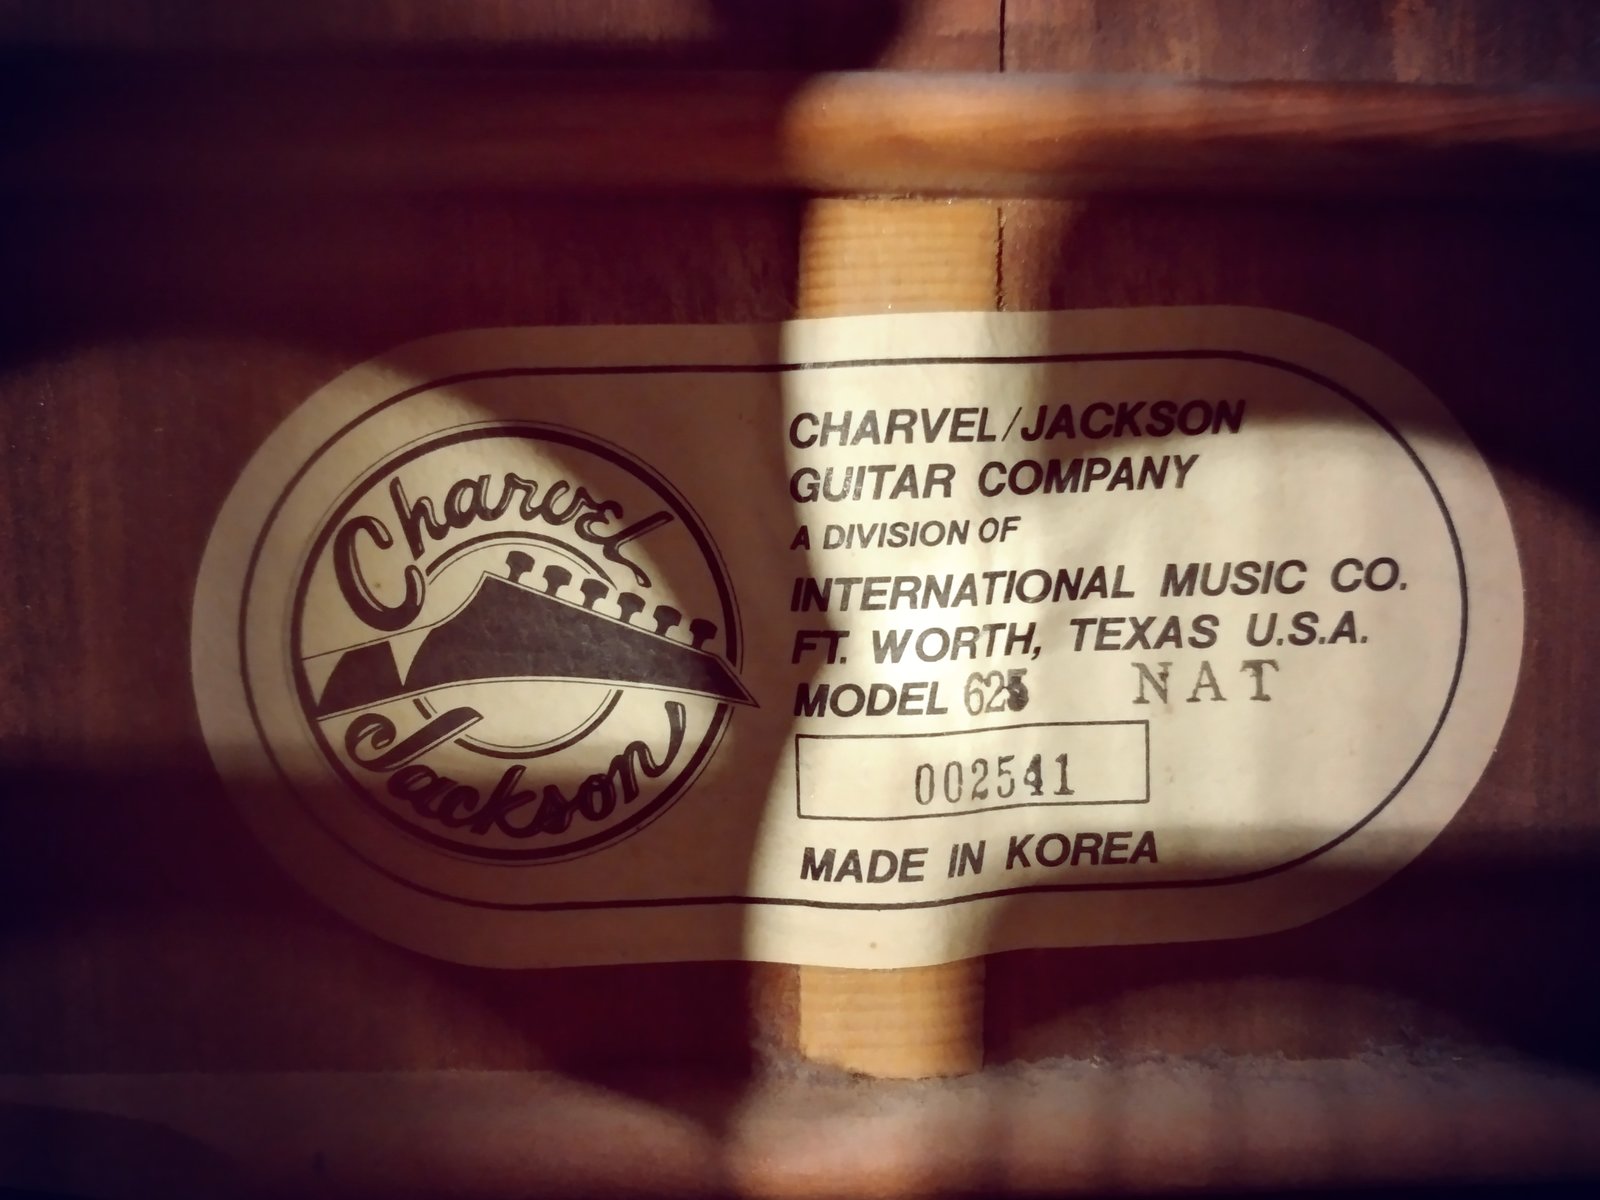 Charvel
Jackson
CHARVEL/JACKSON
GUITAR COMPANY
A DIVISION OF
INTERNATIONAL MUSIC CO.
FT. WORTH, TEXAS U.S.A.
MODEL 625 NAT
002541
MADE IN KOREA